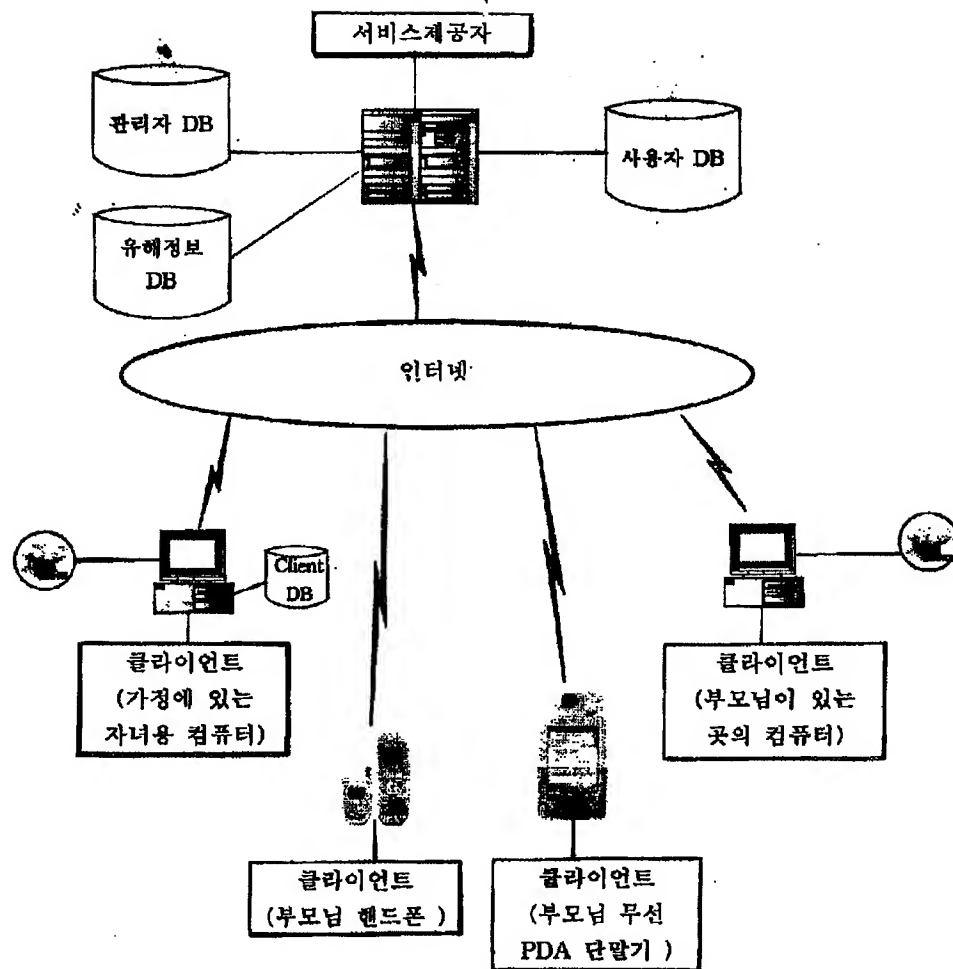 서비스제공자
관리자 DB
사용자 DB
유해정보
DB
인터넷
Client
DB
클라이언트
(가정에 있는
자녀용 컴퓨터)
클라이언트
(부모님이 있는
곳의 컴퓨터)
클라이언트
(부모님 핸드폰 )
클라이언트
(부모님 무선
PDA 단말기 )